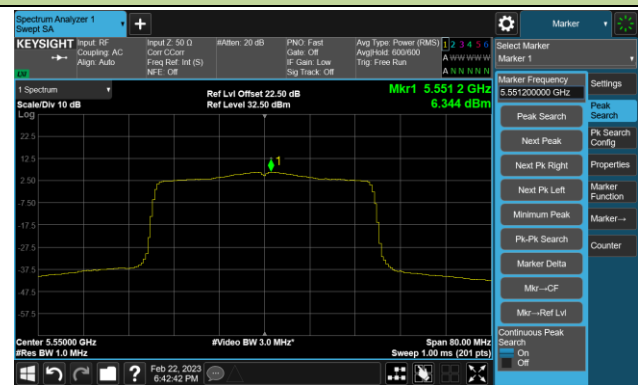 Spectrum Analyzer 1
Swept SA
+
Marker
KEYSIGHT
Input: RF
Coupling: AC
Align: Auto
Input Z: 50 Ω
Corr CCorr
Freq Ref: Int (S)
NFE: Off
#Atten: 20 dB
PNO: Fast
Gate: Off
IF Gain: Low
Sig Track: Off
Avg Type: Power (RMS)
Avg|Hold: 600/600
Trig: Free Run
1 2 3 4 5 6
A W W W W W
A N N N N N
Select Marker
Marker 1
1 Spectrum
Scale/Div 10 dB
Log
Ref Lvl Offset 22.50 dB
Ref Level 32.50 dBm
Mkr1 5.551 2 GHz
6.344 dBm
22.5
12.5
2.50
-7.50
-17.5
-27.5
-37.5
-47.5
-57.5
1
Center 5.55000 GHz
#Res BW 1.0 MHz
#Video BW 3.0 MHz*
Span 80.00 MHz
Sweep 1.00 ms (201 pts)
Marker Frequency
5.551200000 GHz
Peak Search
Next Peak
Next Pk Right
Next Pk Left
Minimum Peak
Pk-Pk Search
Marker Delta
Mkr→CF
Mkr→Ref Lvl
Continuous Peak
Search
On
Off
Settings
Peak
Search
Pk Search
Config
Properties
Marker
Function
Marker→
Counter
?
Feb 22, 2023
6:42:42 PM